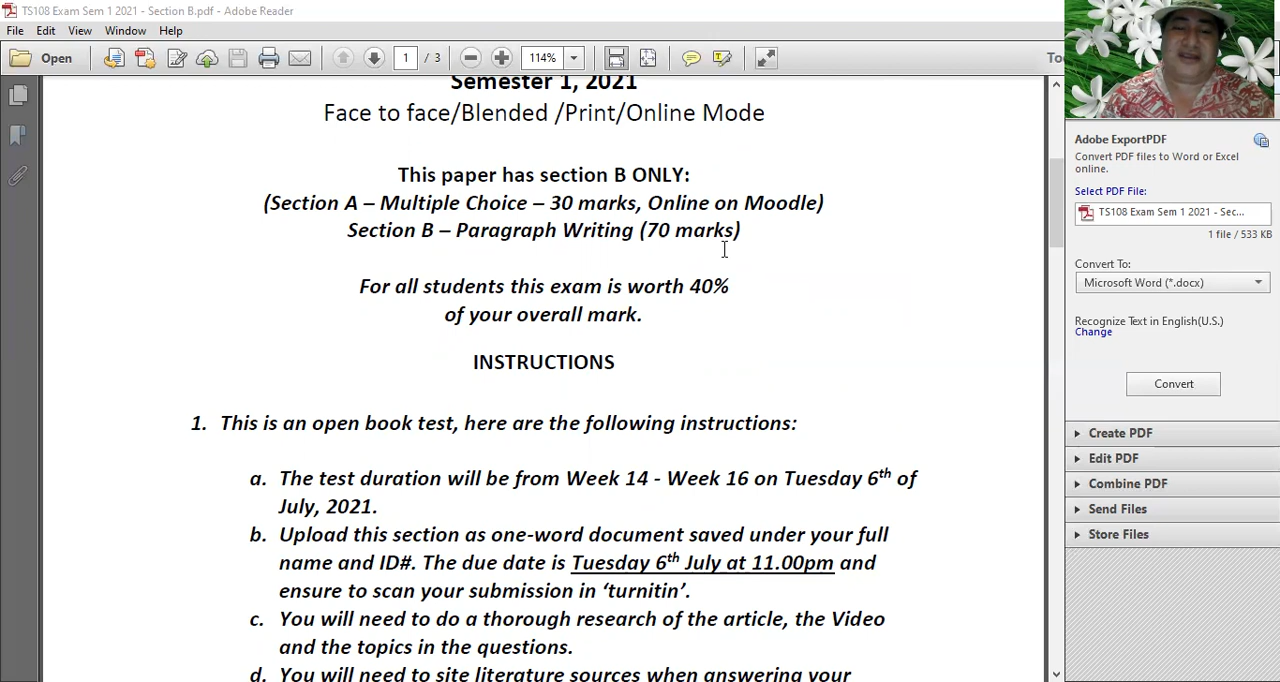 TS108 Exam Sem 1 2021 - Section B.pdf - Adobe Reader
File Edit View Window Help
Open 1 / 3 114%
Semester 1, 2021
Face to face/Blended /Print/Online Mode
This paper has section B ONLY:
(Section A – Multiple Choice – 30 marks, Online on Moodle)
Section B – Paragraph Writing (70 marks)
For all students this exam is worth 40%
of your overall mark.
INSTRUCTIONS
1. This is an open book test, here are the following instructions:
a. The test duration will be from Week 14 - Week 16 on Tuesday 6th of
July, 2021.
b. Upload this section as one-word document saved under your full
name and ID#. The due date is Tuesday 6th July at 11.00pm and
ensure to scan your submission in ‘turnitin’.
c. You will need to do a thorough research of the article, the Video
and the topics in the questions.
d. You will need to site literature sources when answering your
Adobe ExportPDF
Convert PDF files to Word or Excel
online.
Select PDF File:
TS108 Exam Sem 1 2021 - Sec...
1 file / 533 KB
Convert To:
Microsoft Word (*.docx)
Recognize Text in English(U.S.)
Change
Convert
Create PDF
Edit PDF
Combine PDF
Send Files
Store Files